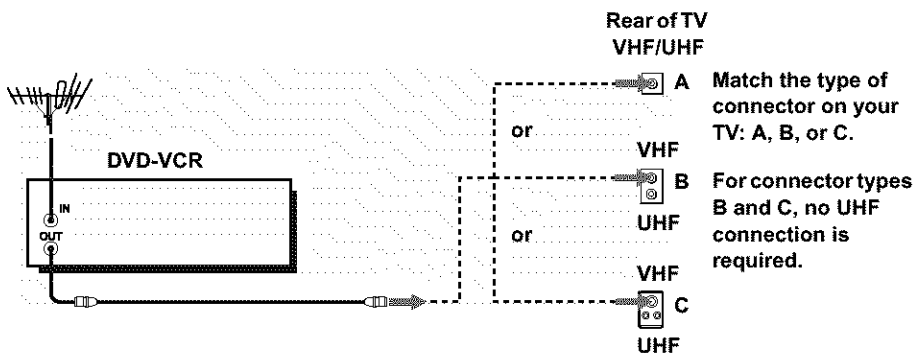 Rear of TV
VHF/UHF
A
Match the type of
connector on your
TV: A, B, or C.
or
VHF
DVD-VCR
B
For connector types
B and C, no UHF
connection is
required.
IN
UHF
OUT
or
VHF
C
UHF